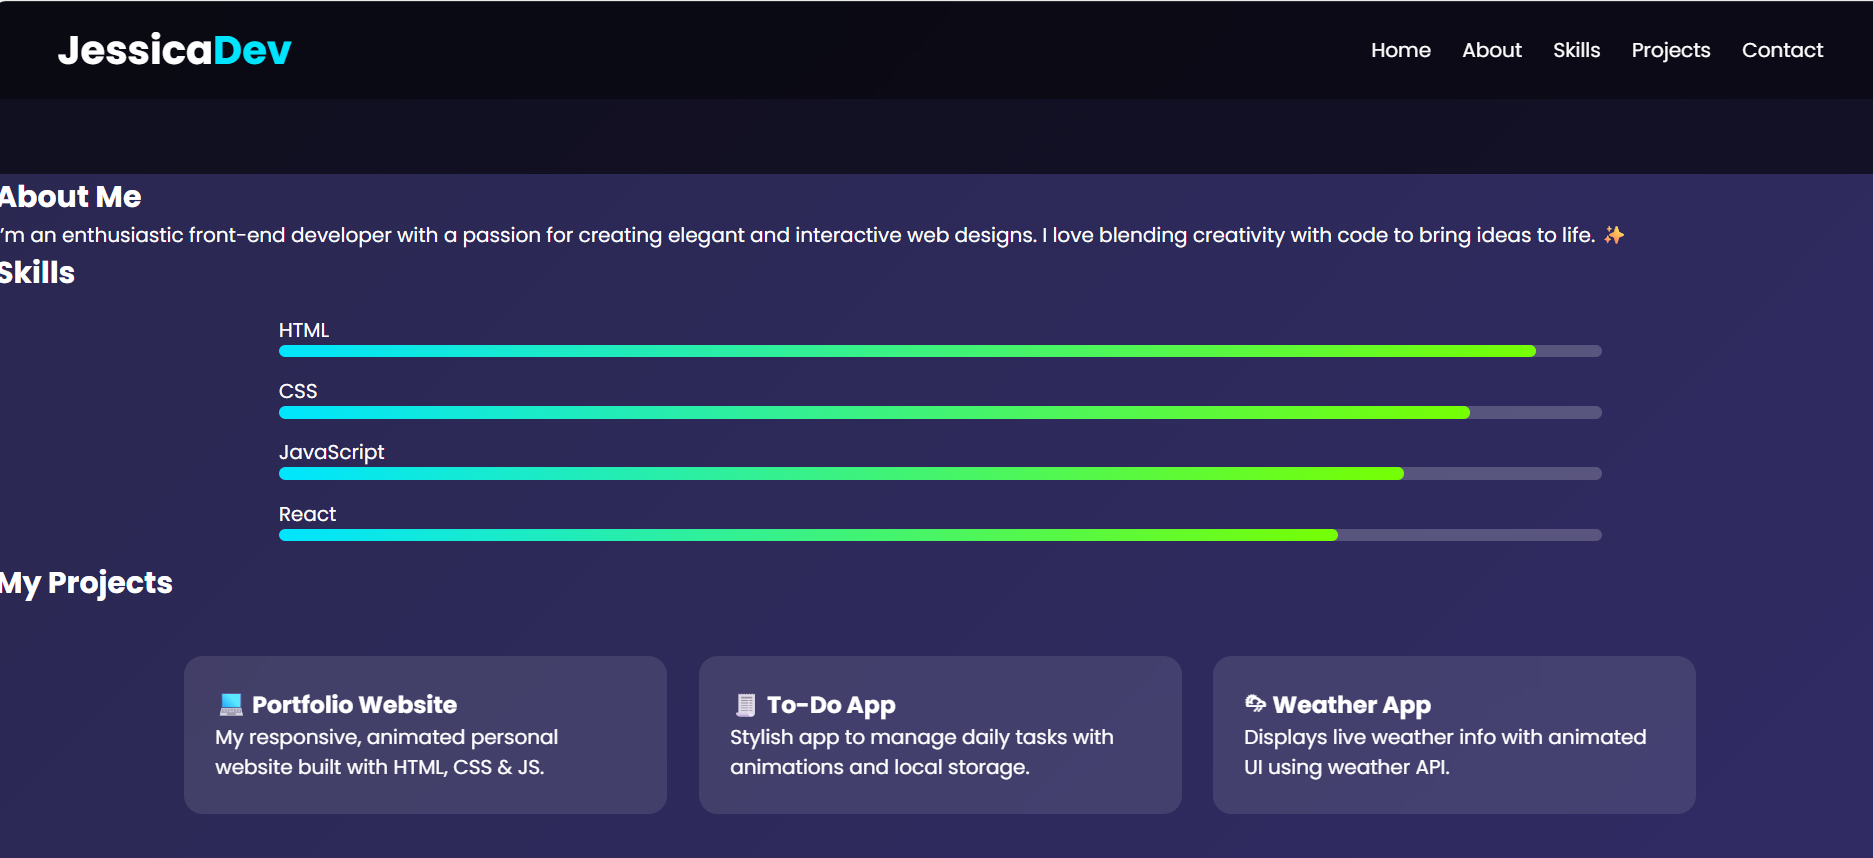 JessicaDev
Home About Skills Projects Contact
About Me
I'm an enthusiastic front-end developer with a passion for creating elegant and interactive web designs. I love blending creativity with code to bring ideas to life. ✨
Skills
HTML
CSS
JavaScript
React
My Projects
💻 Portfolio Website
My responsive, animated personal
website built with HTML, CSS & JS.
🧾 To-Do App
Stylish app to manage daily tasks with
animations and local storage.
🌦 Weather App
Displays live weather info with animated
UI using weather API.